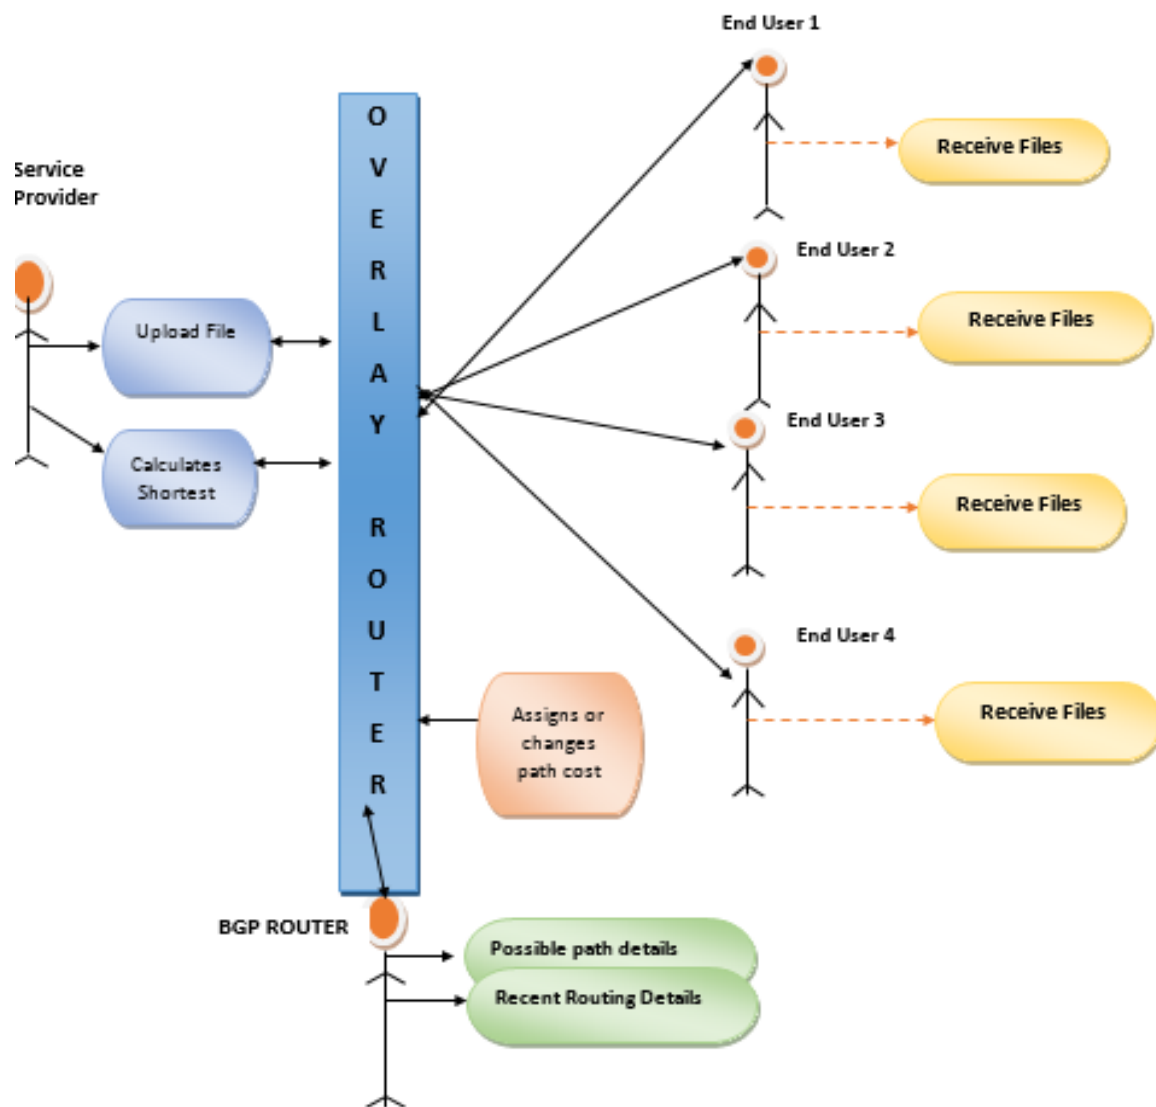 End User 1
OVERLAY ROUTER
Receive Files
Service
Provider
End User 2
Upload File
Receive Files
End User 3
Calculates
Shortest
Receive Files
End User 4
Assigns or
changes
path cost
Receive Files
BGP ROUTER
Possible path details
Recent Routing Details